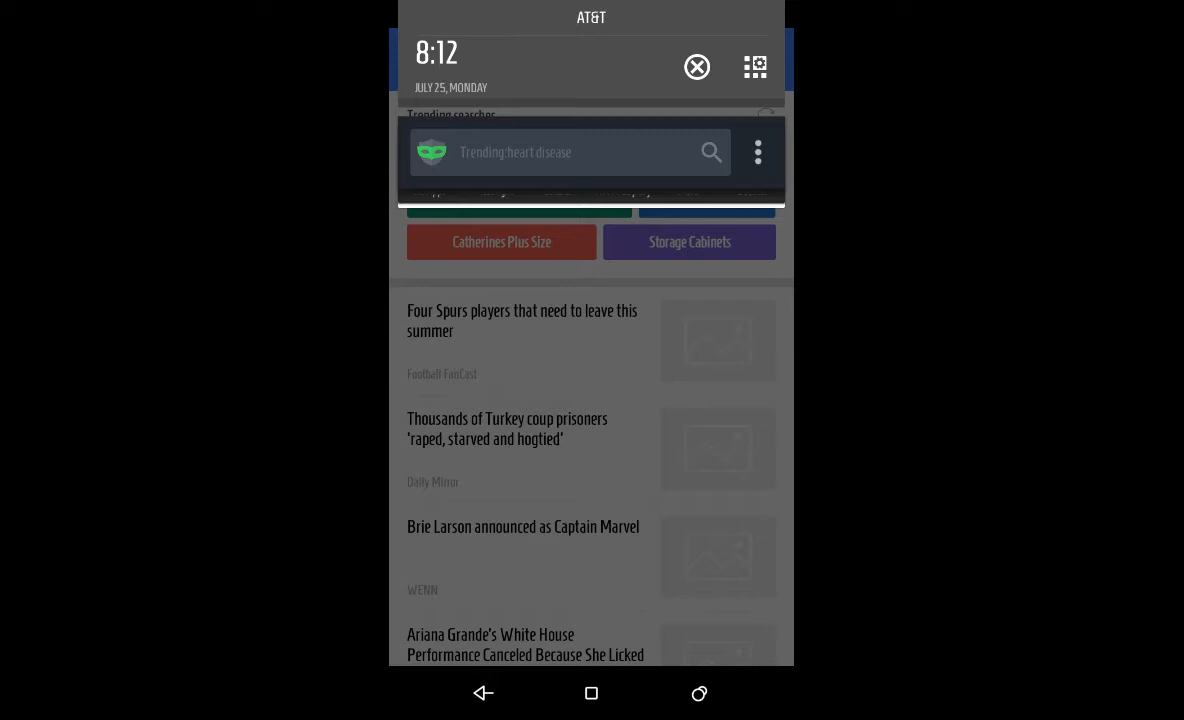 AT&T
8:12
JULY 25, MONDAY
Trending searches
Trending:heart disease
Catherines Plus Size
Storage Cabinets
Four Spurs players that need to leave this
summer
Football FanCast
Thousands of Turkey coup prisoners
'raped, starved and hogtied'
Daily Mirror
Brie Larson announced as Captain Marvel
WENN
Ariana Grande's White House
Performance Canceled Because She Licked